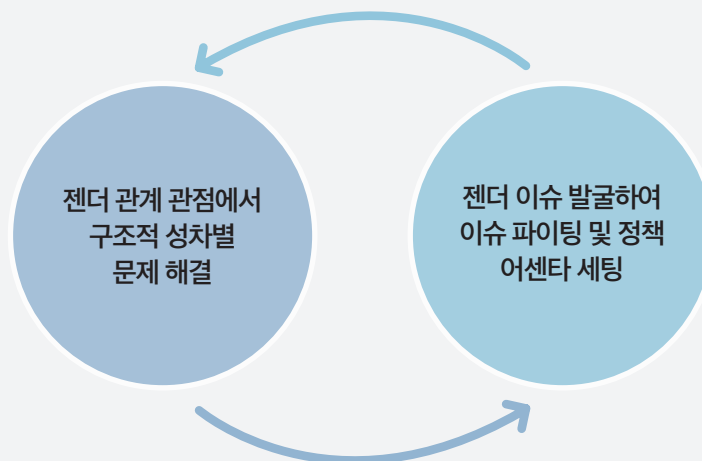 젠더 관계 관점에서
구조적 성차별
문제 해결
젠더 이슈 발굴하여
이슈 파이팅 및 정책
어센타 세팅